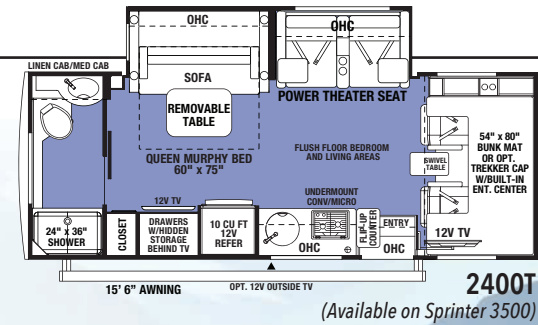 OHC
OHC
LINEN CAB/MED CAB
SOFA
POWER THEATER SEAT
REMOVABLE
TABLE
54" x 80"
BUNK MAT
OR OPT.
TREKKER CAP
W/BUILT-IN
ENT. CENTER
FLUSH FLOOR BEDROOM
AND LIVING AREAS
QUEEN MURPHY BED
60" x 75"
SWIVEL
TABLE
UNDERMOUNT
CONV/MICRO
12V TV
24" x 36"
SHOWER
CLOSET
DRAWERS
W/HIDDEN
STORAGE
BEHIND TV
10 CU FT
12V
REFER
OHC
FLIP-UP
COUNTER
ENTRY
OHC
12V TV
15' 6" AWNING
OPT. 12V OUTSIDE TV
2400T
(Available on Sprinter 3500)